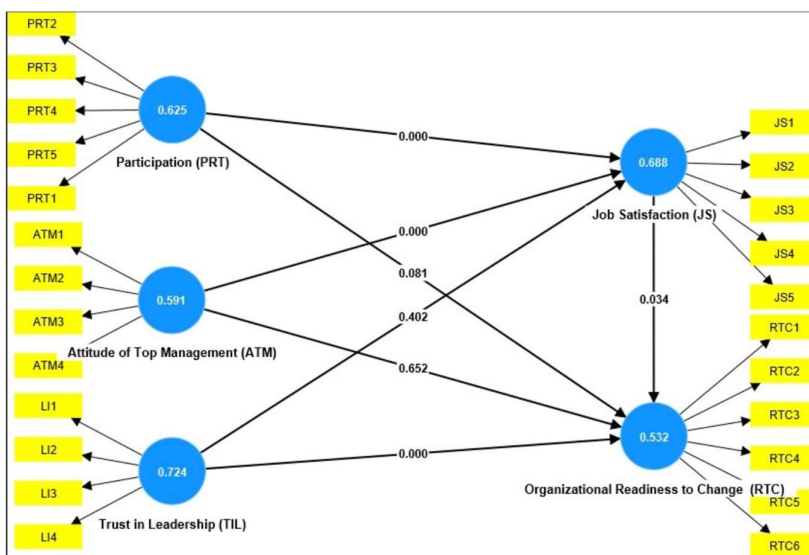 PRT2
PRT3
PRT4
PRT5
PRT1
0.625
Participation (PRT)
ATM1
ATM2
ATM3
ATM4
0.591
Attitude of Top Management (ATM)
LI1
LI2
LI3
LI4
0.724
Trust in Leadership (TIL)
0.000
0.000
0.081
0.402
0.652
0.000
0.034
0.688
Job Satisfaction (JS)
JS1
JS2
JS3
JS4
JS5
0.532
Organizational Readiness to Change (RTC)
RTC1
RTC2
RTC3
RTC4
RTC5
RTC6